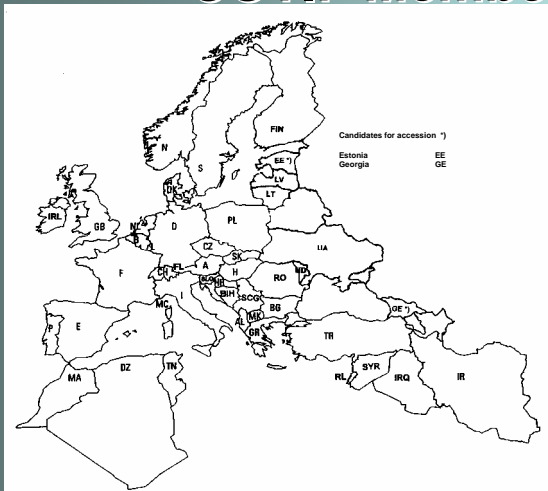 FIN
Candidates for accession *)
N
S
EE *)
Estonia EE
Georgia GE
LV
DK
LT
IRL
GB
NL
D
PL
B
UA
CZ
SK
F
FL
CH
A
H
RO
MD
SLO
HR
I
BIH
SCG
MC
BG
GE *)
AL
MK
P
E
GR
TR
DZ
TN
MA
RL
SYR
IRQ
IR